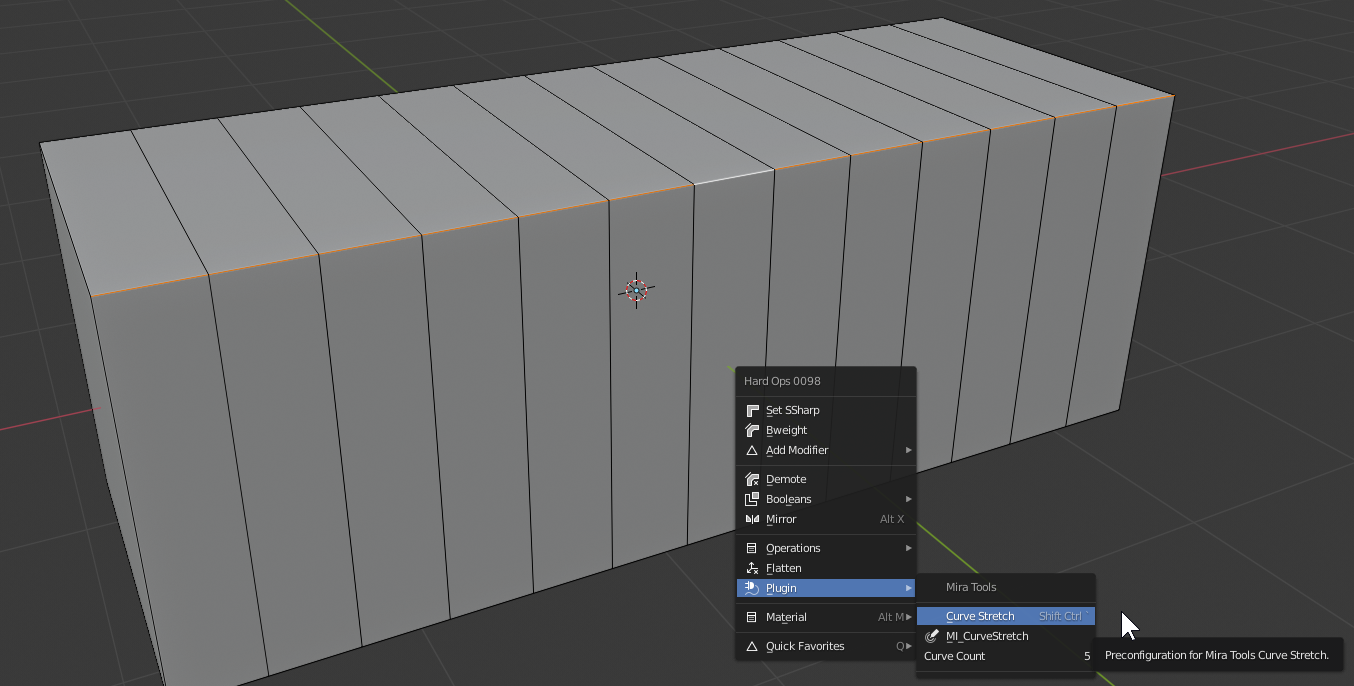 Hard Ops 0098
Set SSharp
Bweight
Add Modifier
Demote
Booleans
Mirror Alt X
Operations
Flatten
Plugin
Material Alt M
Quick Favorites Q
Mira Tools
Curve Stretch Shift Ctrl `
MI_CurveStretch
Curve Count 5
Preconfiguration for Mira Tools Curve Stretch.